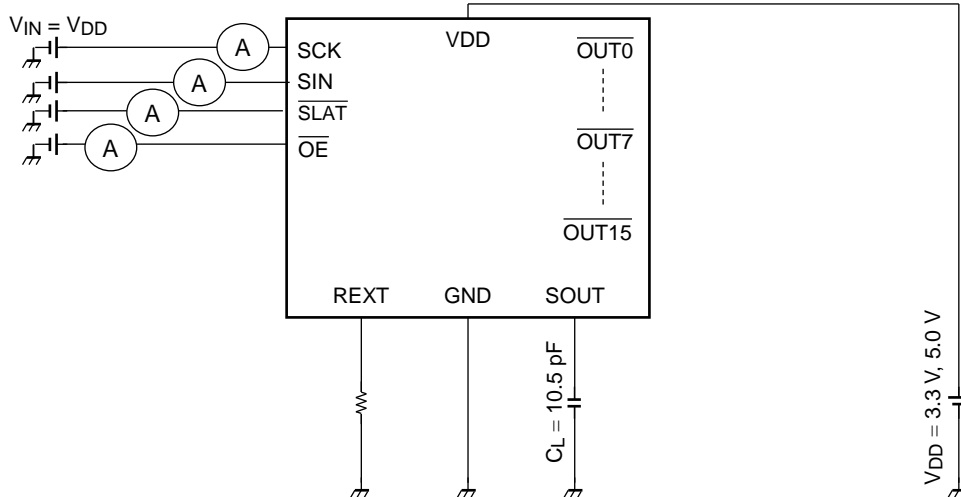 VIN = VDD
A
SCK
VDD
OUT0
A
SIN
A
SLAT
A
OE
OUT7
OUT15
REXT
GND
SOUT
CL = 10.5 pF
VDD = 3.3 V, 5.0 V